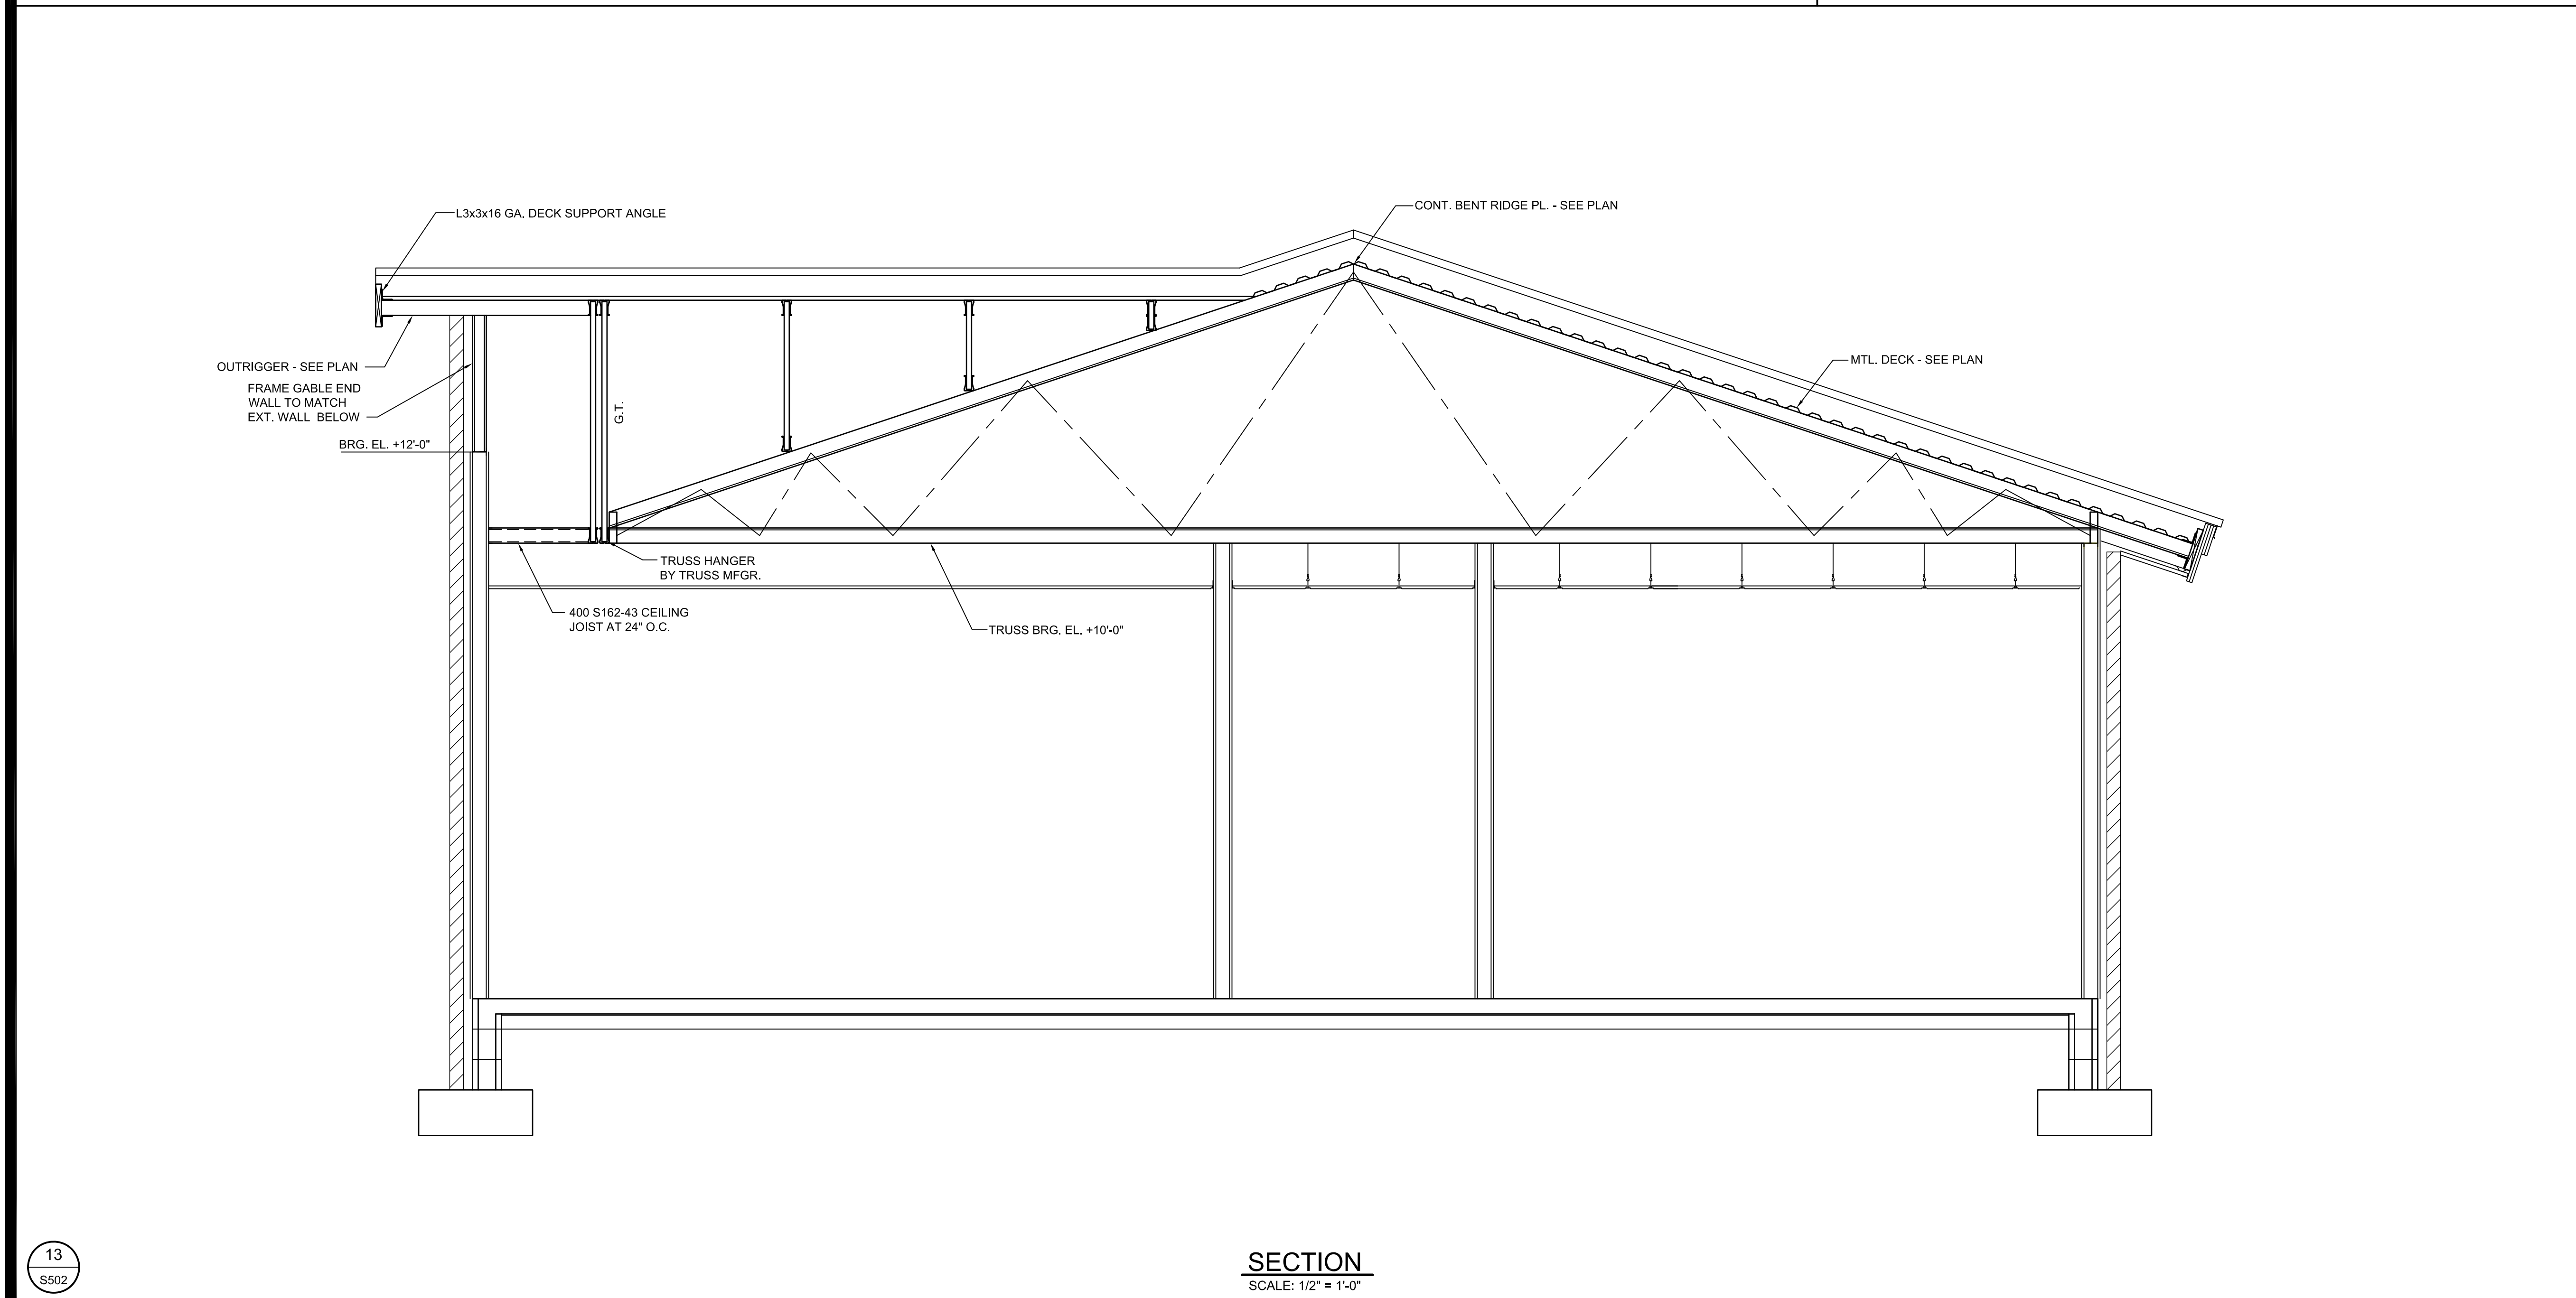 L3x3x16 GA. DECK SUPPORT ANGLE
CONT. BENT RIDGE PL. - SEE PLAN
OUTRIGGER - SEE PLAN
FRAME GABLE END
WALL TO MATCH
EXT. WALL  BELOW
BRG. EL. +12'-0"
G.T.
MTL. DECK - SEE PLAN
TRUSS HANGER
BY TRUSS MFGR.
400 S162-43 CEILING
JOIST AT 24" O.C.
TRUSS BRG. EL. +10'-0"
13
S502
SECTION
SCALE: 1/2" = 1'-0"